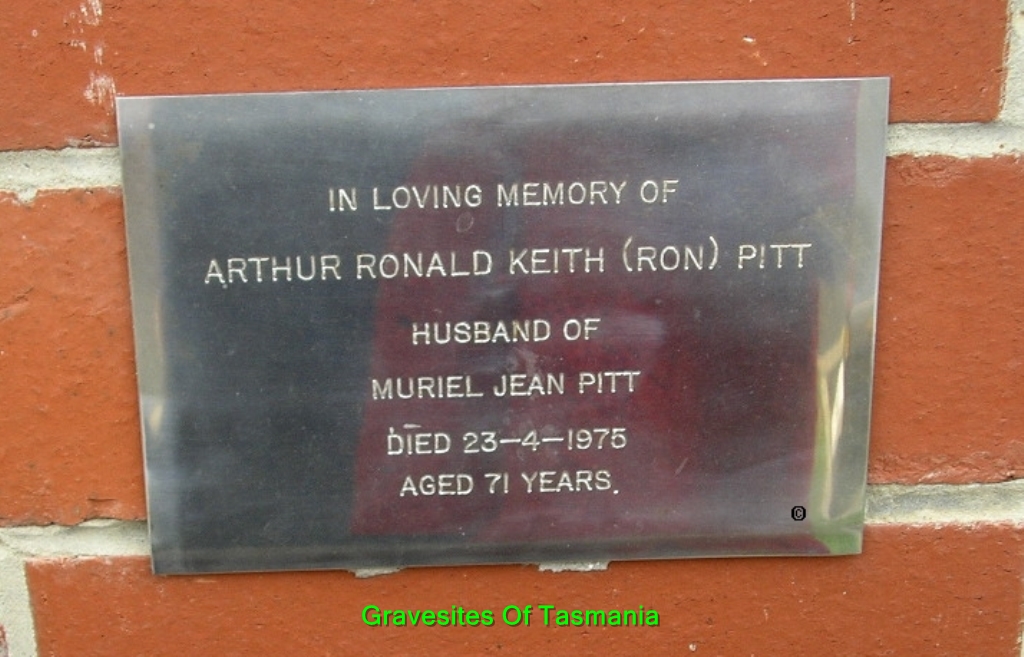 IN LOVING MEMORY OF
ARTHUR RONALD KEITH (RON) PITT
HUSBAND OF
MURIEL JEAN PITT
DIED 23-4-1975
AGED 71 YEARS.
©
Gravesites Of Tasmania